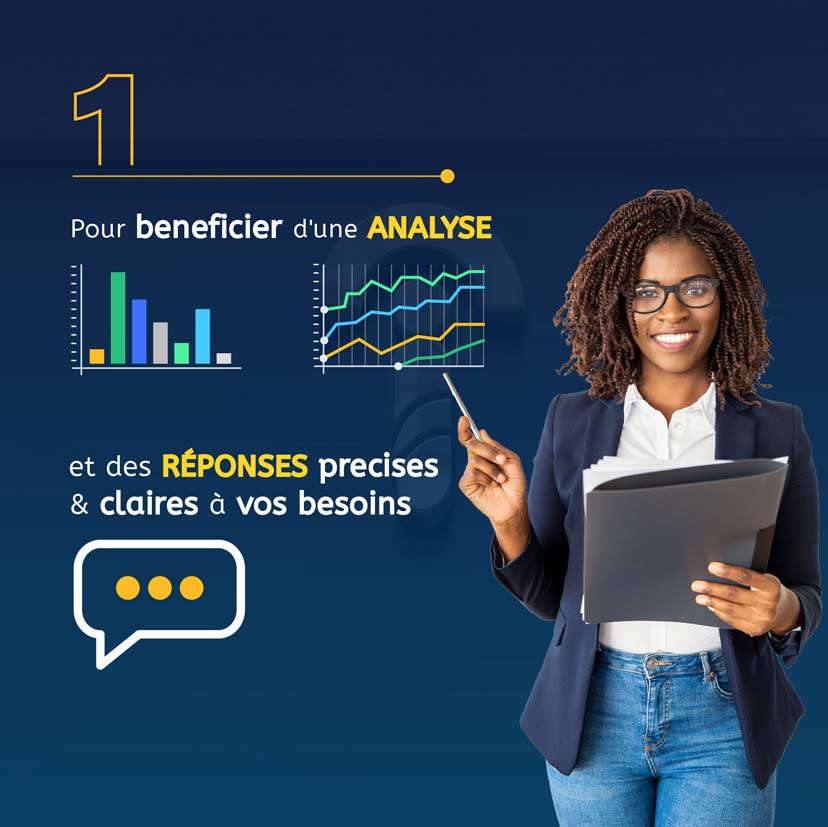 1
Pour beneficier d'une ANALYSE
et des RÉPONSES precises
& claires à vos besoins